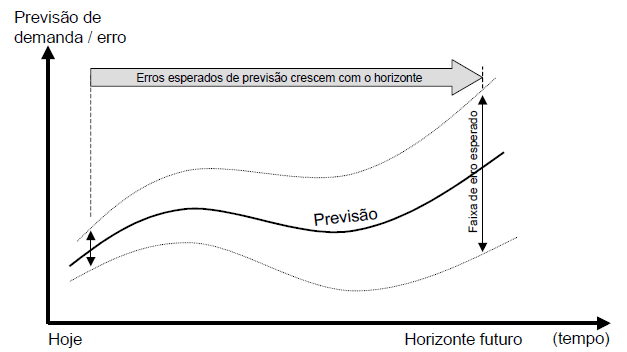 Previsão de
demanda / erro
Erros esperados de previsão crescem com o horizonte
Faixa de erro esperado
Previsão
Hoje
Horizonte futuro
(tempo)